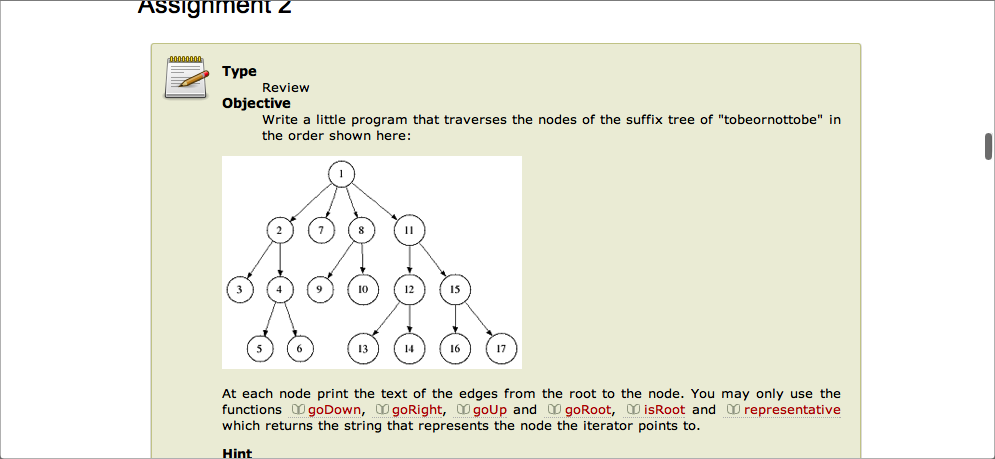 Assignment 2
Type
Review
Objective
Write a little program that traverses the nodes of the suffix tree of "tobeornottobe" in
the order shown here:
1
2 7 8 11
3 4 9 10 12 15
5 6 13 14 16 17
At each node print the text of the edges from the root to the node. You may only use the
functions goDown, goRight, goUp and goRoot, isRoot and representative
which returns the string that represents the node the iterator points to.
Hint